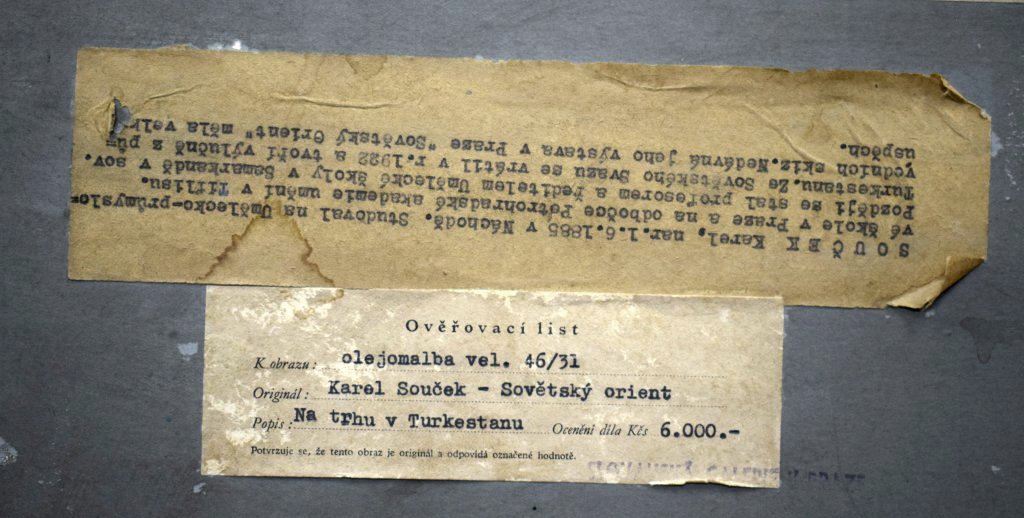 S O U Č E K Karel, nar.1.6.1885 v Náchodě. Studoval na Umělecko-průmyslo-
vé škole v Praze a na odbočce Petrohradské akademie umění v Tiflisu.
Později se stal profesorem a ředitelem Umělecké školy v Samarkandě v sov.
Turkestanu. Ze Sovětského Svazu se vrátil v r.1922 a tvoří výlučně z pů-
vodních skiz. Nedávná jeho výstava v Praze "Sovětský Orient" měla velk
úspěch.
Ověřovací list
K obrazu: olejomalba vel. 46/31
Originál: Karel Souček - Sovětský orient
Popis: Na trhu v Turkestanu Ocenění díla Kčs 6.000.-
Potvrzuje se, že tento obraz je originál a odpovídá označené hodnotě.